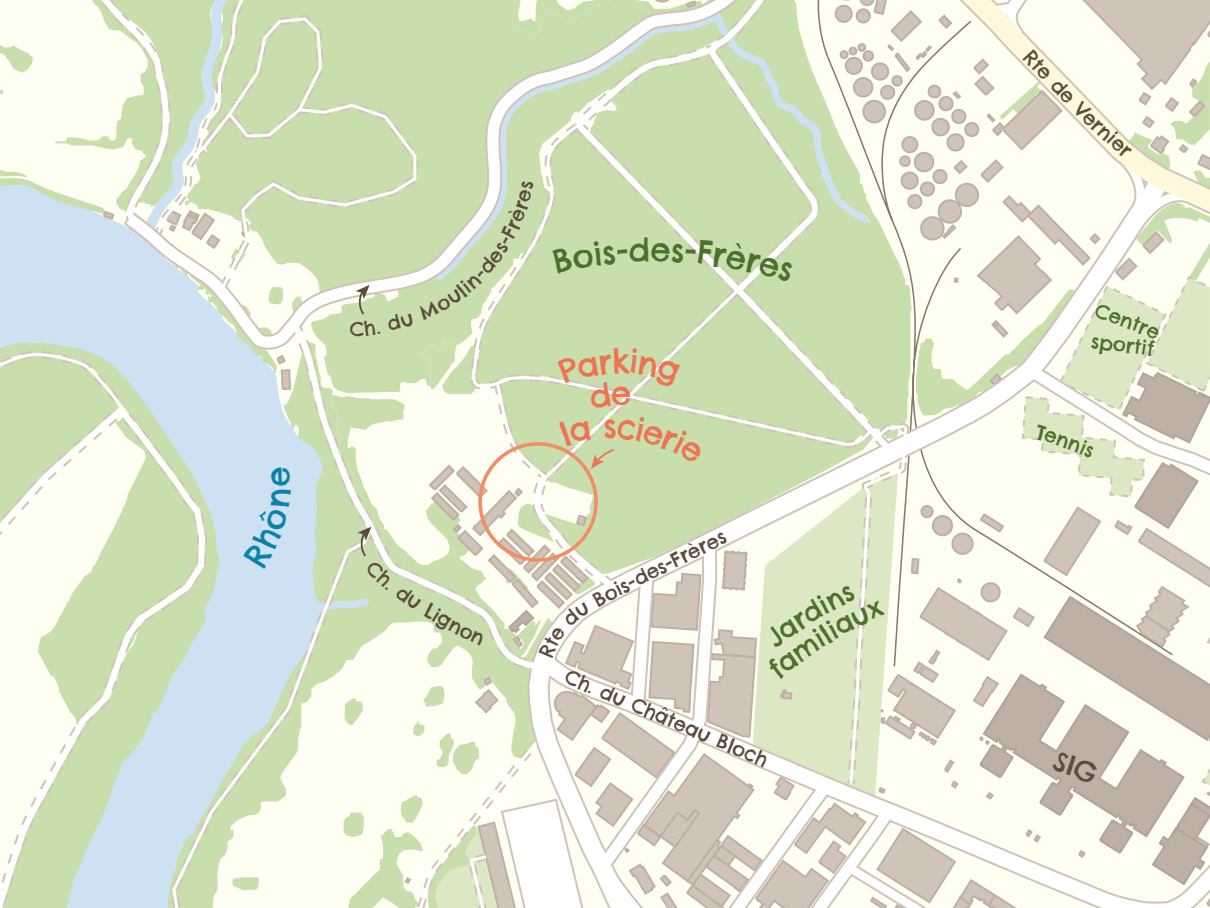 Rte de Vernier
Bois-des-Frères
Ch. du Moulin-des-Frères
Centre
sportif
Parking
de
la scierie
Tennis
Rhône
Rte du Bois-des-Frères
Ch. du Lignon
Jardins
familiaux
Ch. du Château Bloch
SIG